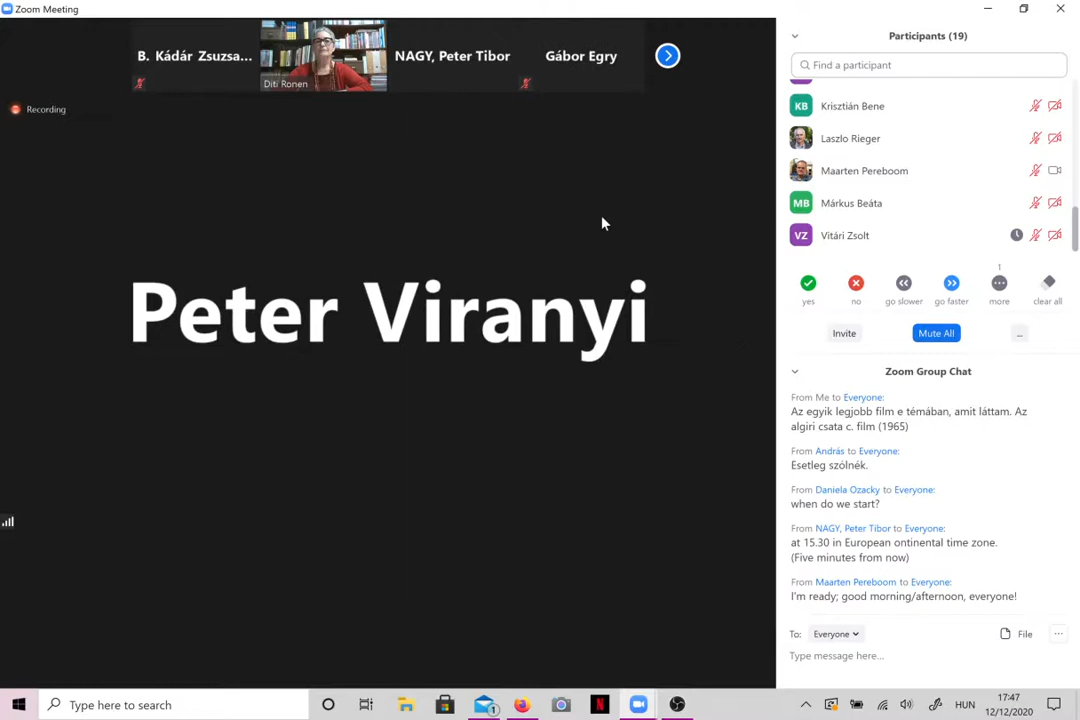 Zoom Meeting
B. Kádár Zsuzsa...
NAGY, Peter Tibor
Gábor Egry
Diti Ronen
Recording
Peter Viranyi
Participants (19)
Find a participant
KB Krisztián Bene
Laszlo Rieger
Maarten Pereboom
MB Márkus Beáta
VZ Vitári Zsolt
1
yes no go slower go faster more clear all
Invite Mute All ...
Zoom Group Chat
From Me to Everyone:
Az egyik legjobb film e témában, amit láttam. Az
algiri csata c. film (1965)
From András to Everyone:
Esetleg szólnék.
From Daniela Ozacky to Everyone:
when do we start?
From NAGY, Peter Tibor to Everyone:
at 15.30 in European ontinental time zone.
(Five minutes from now)
From Maarten Pereboom to Everyone:
I'm ready; good morning/afternoon, everyone!
To: Everyone File ...
Type message here...
Type here to search
1
N
HUN
17:47
12/12/2020